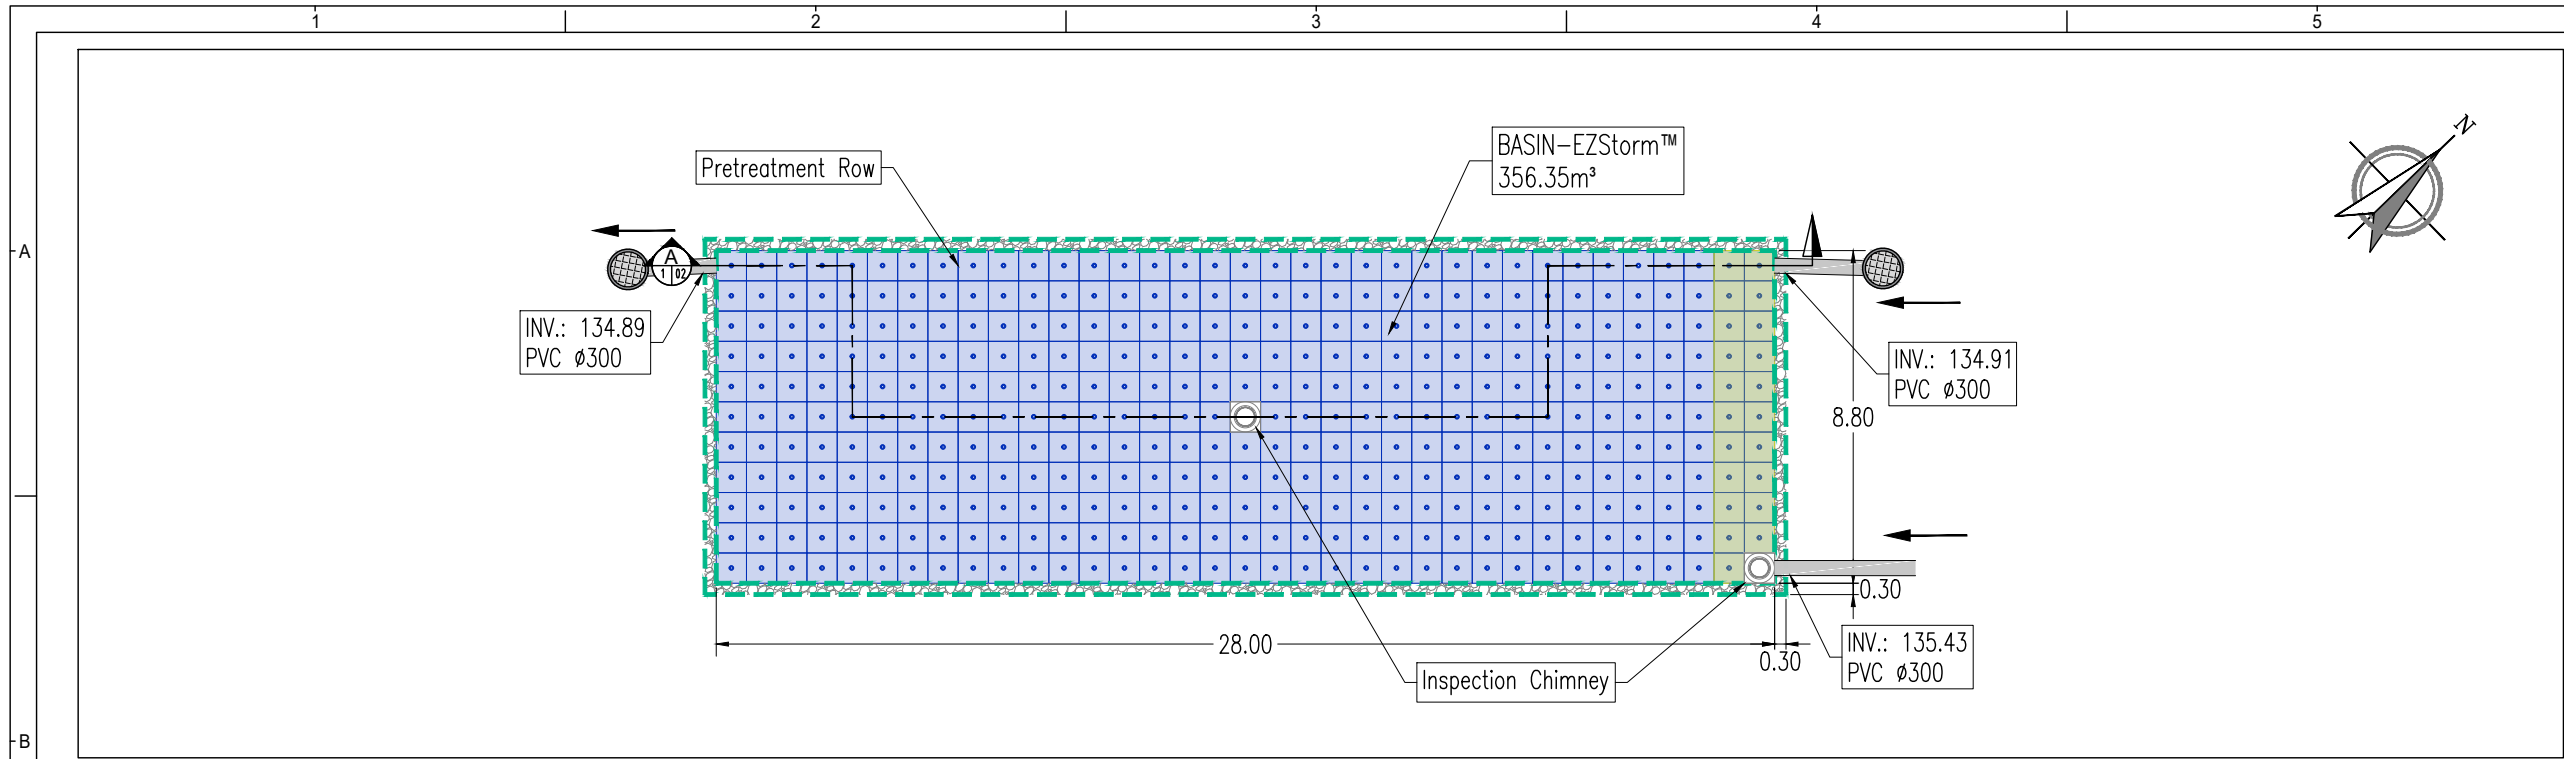 1
2
3
4
5
N
BASIN-EZStorm™
356.35m³
Pretreatment Row
A
A
1 02
INV.: 134.89
PVC ø300
INV.: 134.91
PVC ø300
8.80
0.30
28.00
0.30
INV.: 135.43
PVC ø300
Inspection Chimney
B